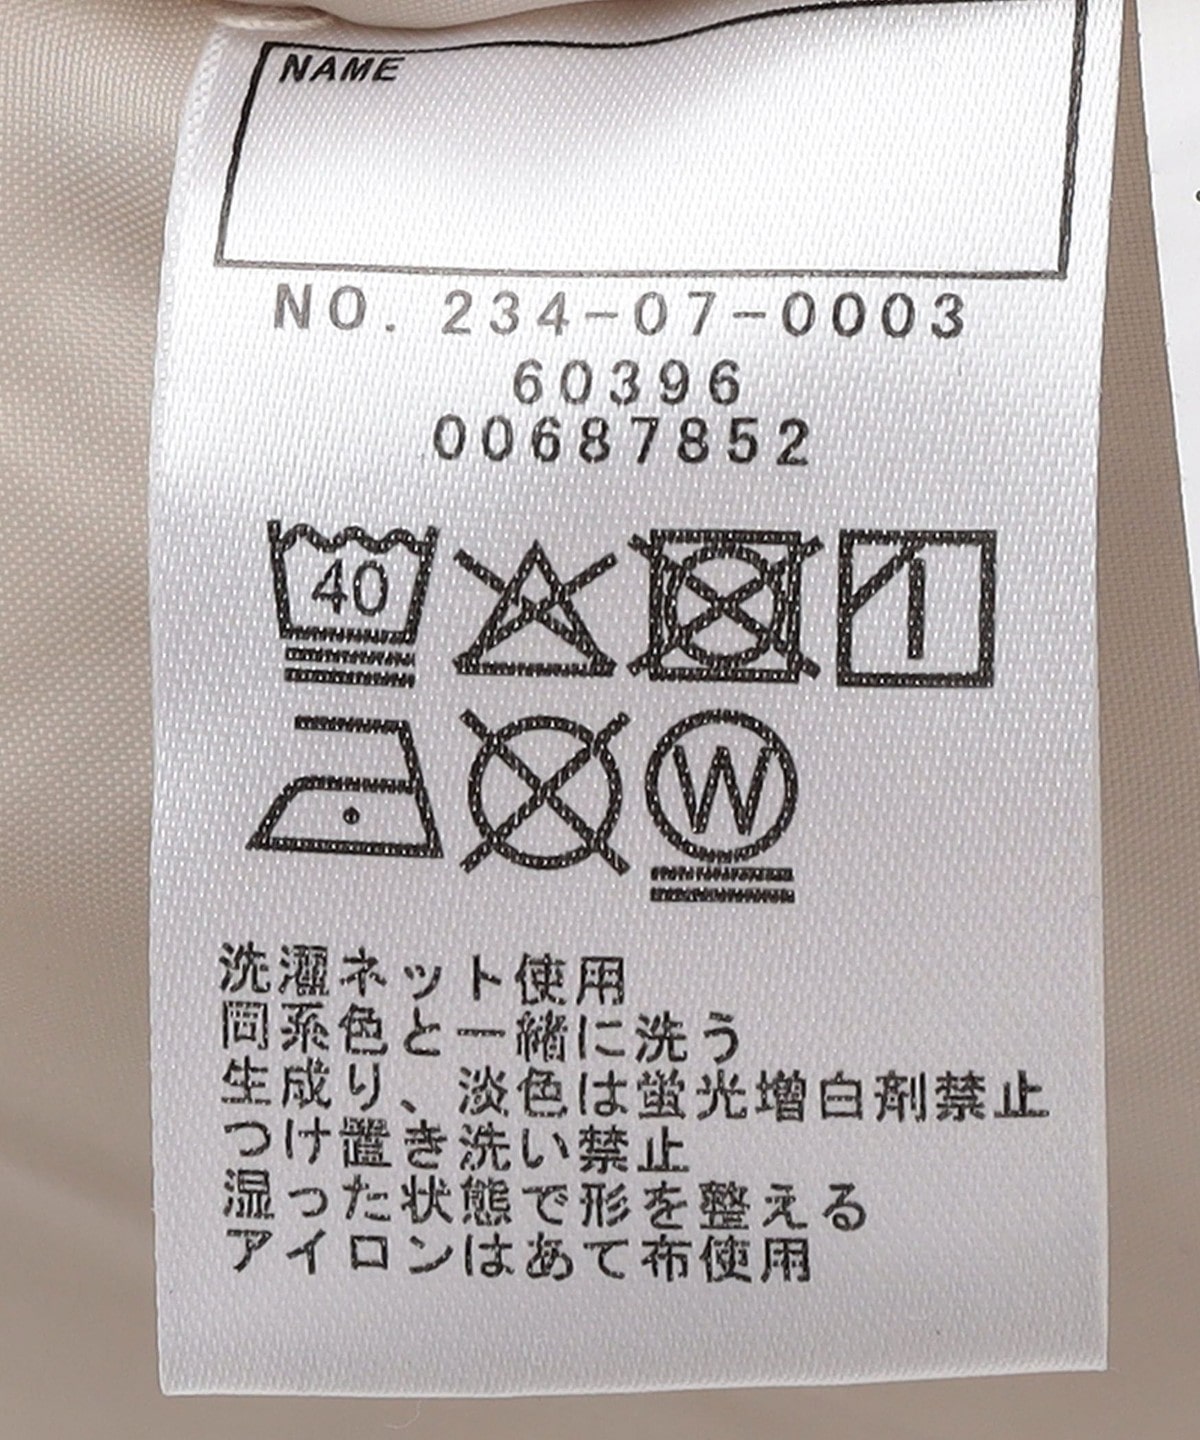 NAME
NO. 234-07-0003
60396
00687852
40
W
洗濯ネット使用
同系色と一緒に洗う
生成り、淡色は蛍光増白剤禁止
つけ置き洗い禁止
湿った状態で形を整える
アイロンはあて布使用